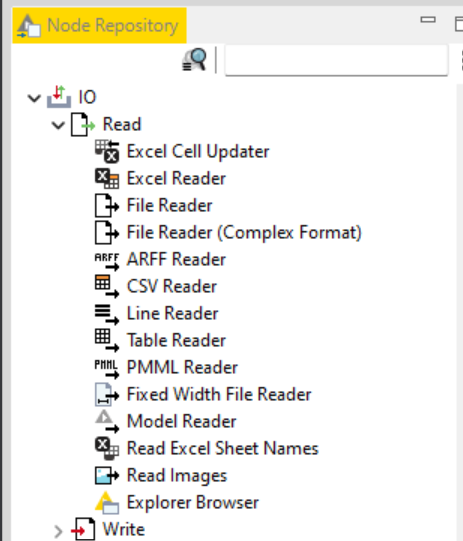 Node Repository
IO
Read
Excel Cell Updater
Excel Reader
File Reader
File Reader (Complex Format)
ARFF Reader
CSV Reader
Line Reader
Table Reader
PMML Reader
Fixed Width File Reader
Model Reader
Read Excel Sheet Names
Read Images
Explorer Browser
Write